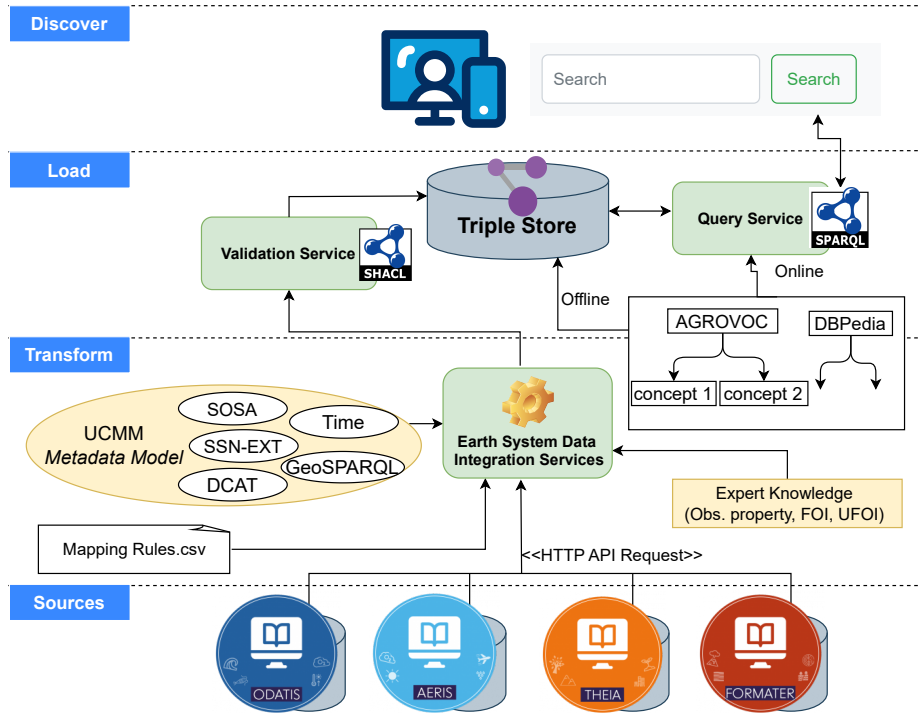 Discover
Search
Search
Load
Triple Store
Query Service
SPARQL
Validation Service
SHACL
Online
Offline
AGROVOC
DBPedia
concept 1
concept 2
Transform
UCMM
Metadata Model
SOSA
Time
SSN-EXT
GeoSPARQL
DCAT
Earth System Data
Integration Services
Expert Knowledge
(Obs. property, FOI, UFOI)
Mapping Rules.csv
<<HTTP API Request>>
Sources
ODATIS
AERIS
THEIA
FORMATER